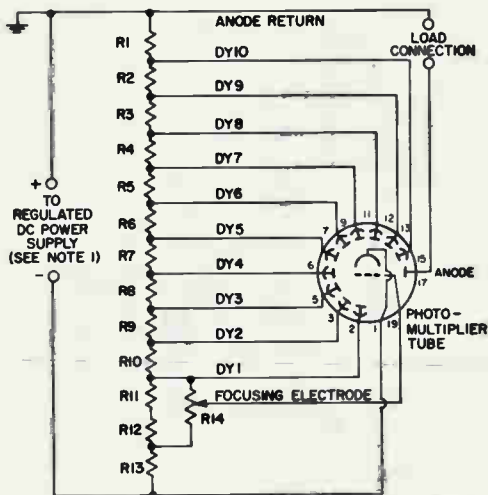 ANODE RETURN
LOAD
CONNECTION
R1
DY10
R2
DY9
R3
DY8
R4
DY7
R5
DY6
R6
DY5
R7
DY4
R8
DY3
R9
DY2
R10
DY1
R11
FOCUSING ELECTRODE
R14
R12
R13
+
TO
REGULATED
DC POWER
SUPPLY
(SEE NOTE 1)
-
7
9
11
12
13
6
15
17
ANODE
5
3
2
1
19
PHOTO-
MULTIPLIER
TUBE